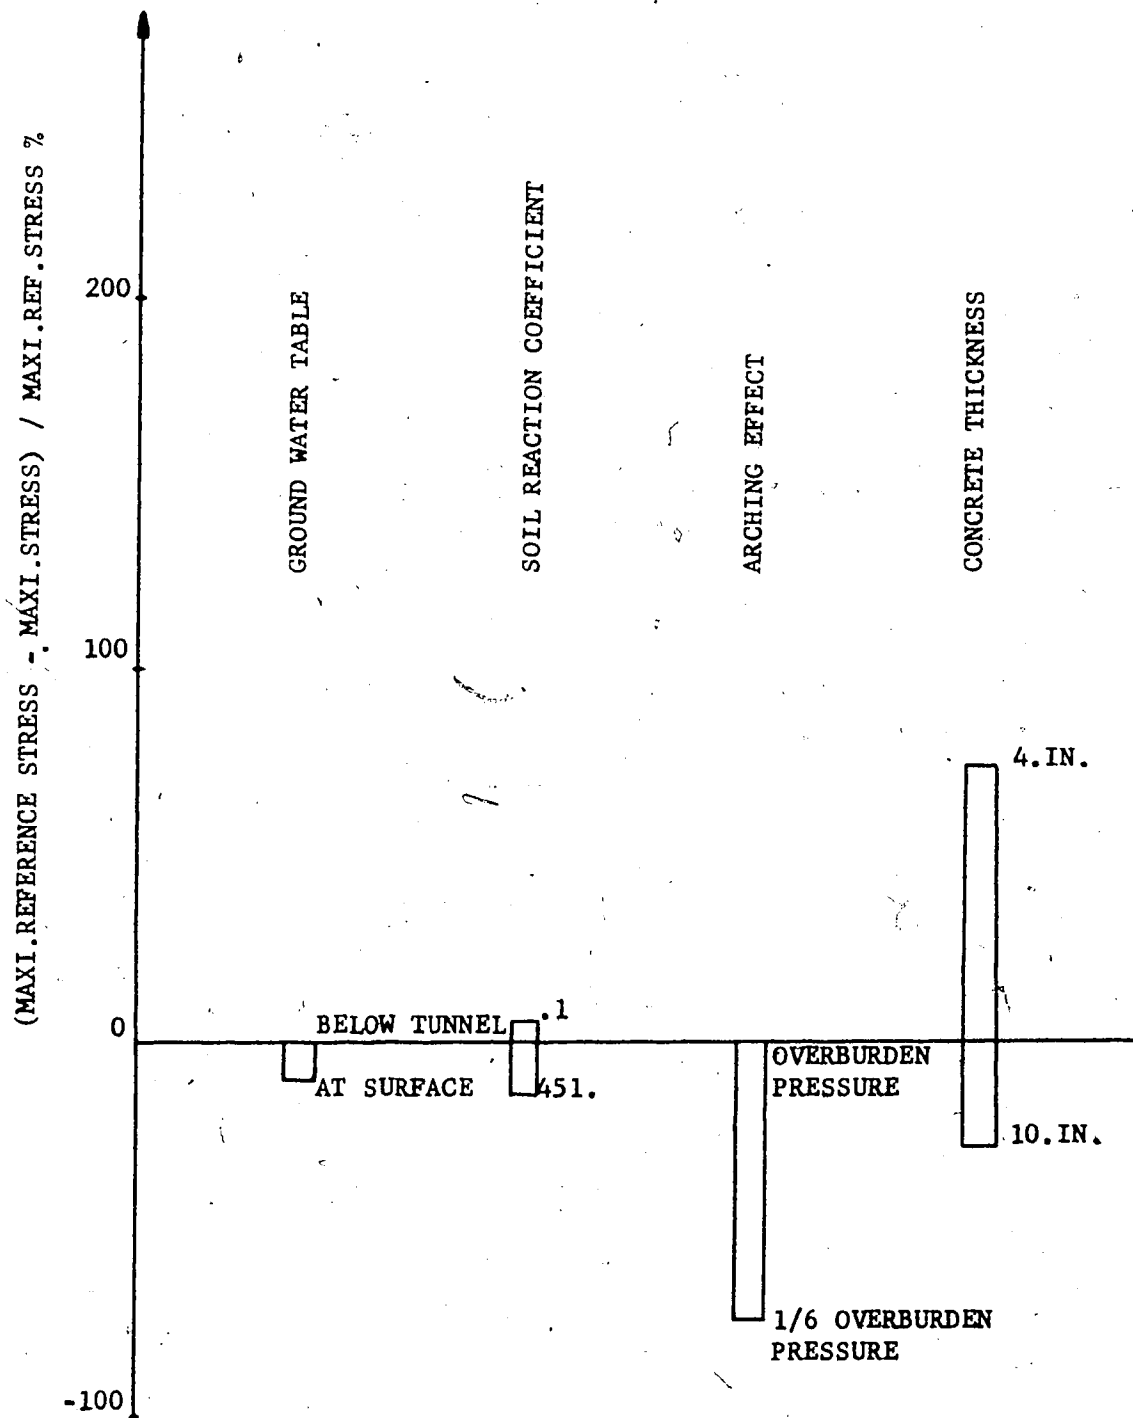 (MAXI.REFERENCE STRESS - MAXI.STRESS) / MAXI.REF.STRESS %
200
100
0
-100
GROUND WATER TABLE
SOIL REACTION COEFFICIENT
ARCHING EFFECT
CONCRETE THICKNESS
BELOW TUNNEL
AT SURFACE
.1
451.
OVERBURDEN
PRESSURE
1/6 OVERBURDEN
PRESSURE
4.IN.
10.IN.